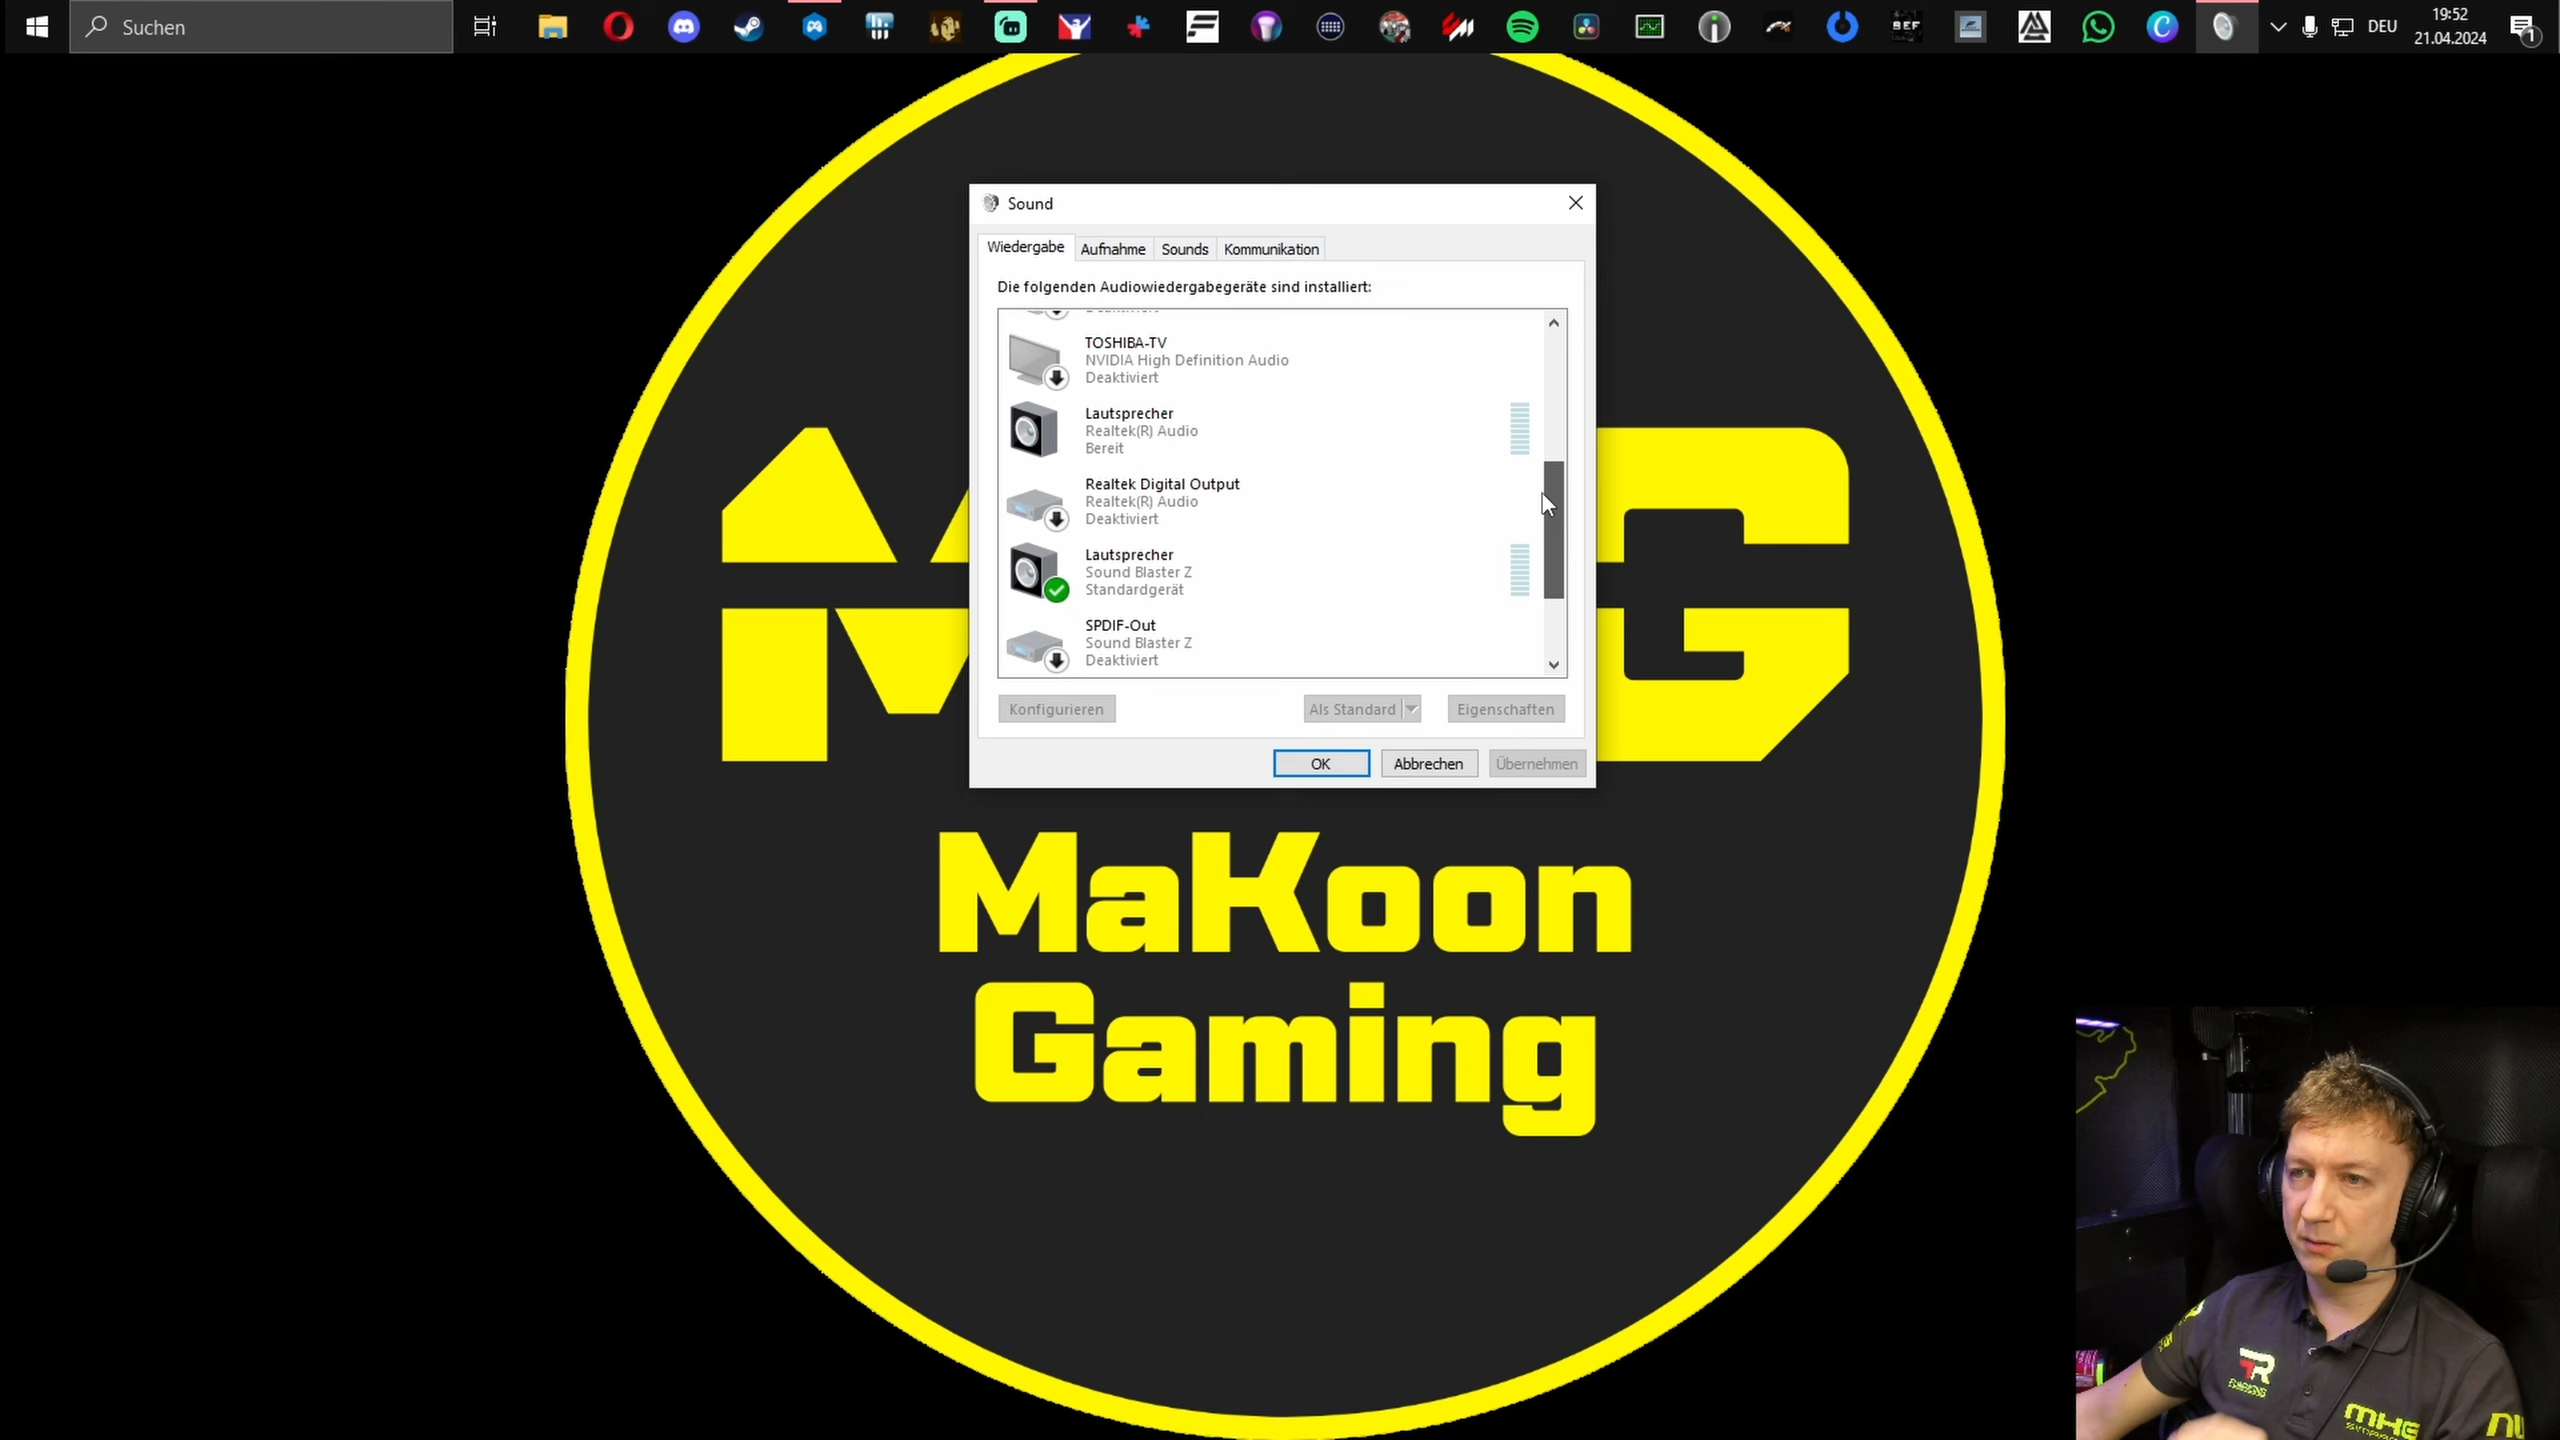 Suchen
DEU
19:52
21.04.2024
1
Sound
Wiedergabe
Aufnahme
Sounds
Kommunikation
Die folgenden Audiowiedergabegeräte sind installiert:
TOSHIBA-TV
NVIDIA High Definition Audio
Deaktiviert
Lautsprecher
Realtek(R) Audio
Bereit
Realtek Digital Output
Realtek(R) Audio
Deaktiviert
Lautsprecher
Sound Blaster Z
Standardgerät
SPDIF-Out
Sound Blaster Z
Deaktiviert
Konfigurieren
Als Standard
Eigenschaften
OK
Abbrechen
Übernehmen
MaKoon
Gaming